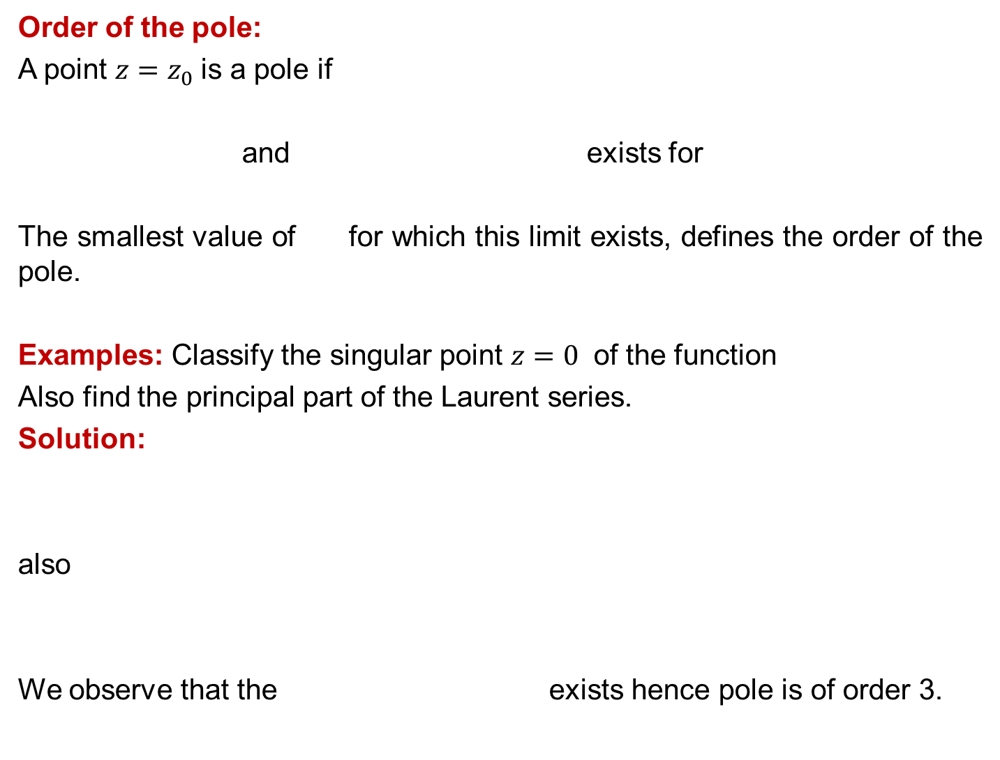 Order of the pole:
A point z = z₀ is a pole if
and exists for
The smallest value of for which this limit exists, defines the order of the
pole.
Examples: Classify the singular point z = 0 of the function
Also find the principal part of the Laurent series.
Solution:
also
We observe that the exists hence pole is of order 3.